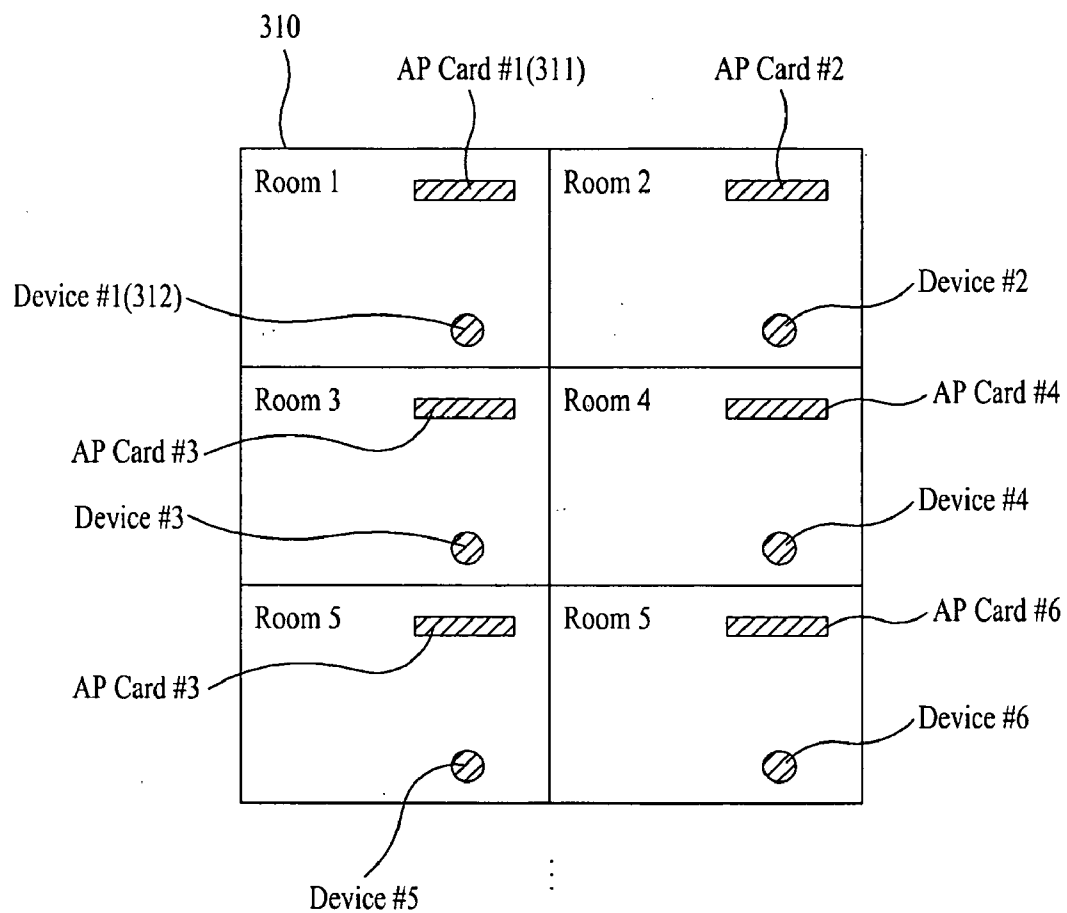 310
AP Card #1(311)
AP Card #2
Room 1
Room 2
Device #1(312)
Device #2
Room 3
Room 4
AP Card #4
AP Card #3
Device #3
Device #4
Room 5
Room 5
AP Card #6
AP Card #3
Device #6
Device #5